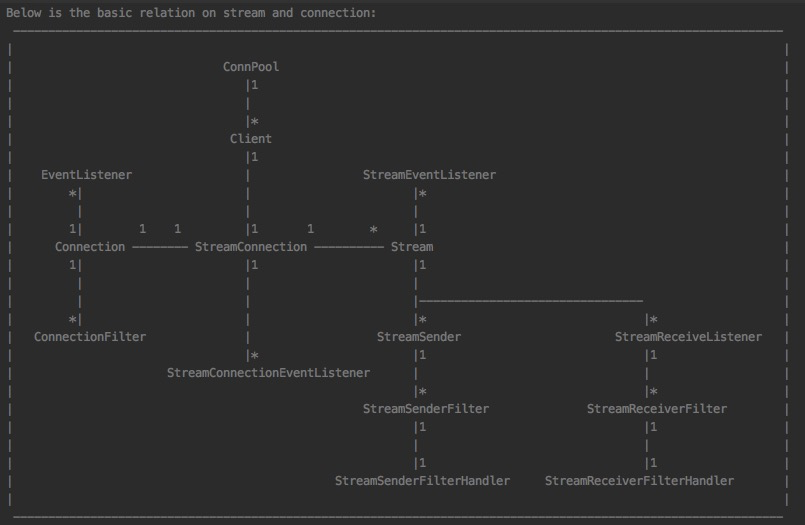 Below is the basic relation on stream and connection:
ConnPool
|1
|
|*
Client
|1
EventListener | StreamEventListener
*| | |*
| | |
1| 1 1 |1 1 * |1
Connection ──────── StreamConnection ────────── Stream
1| |1 |1
| | |
| | |────────────────────────────────
*| | |* |*
ConnectionFilter | StreamSender StreamReceiveListener
|* |1 |1
StreamConnectionEventListener | |
|* |*
StreamSenderFilter StreamReceiverFilter
|1 |1
| |
|1 |1
StreamSenderFilterHandler StreamReceiverFilterHandler